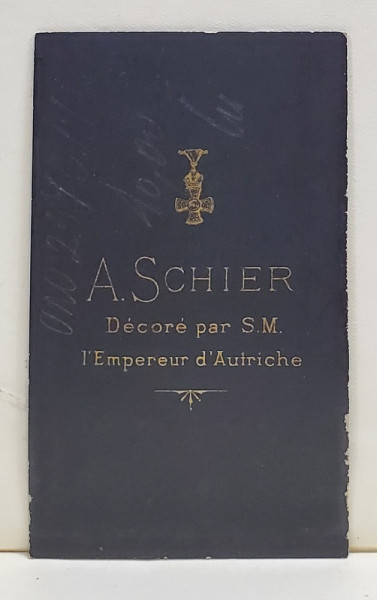 A. SCHIER
Décoré par S.M.
l'Empereur d'Autriche